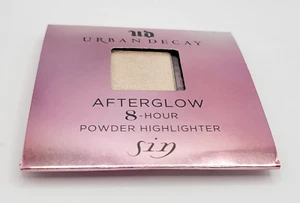 UD
URBAN DECAY
AFTERGLOW
8-HOUR
POWDER HIGHLIGHTER
sin